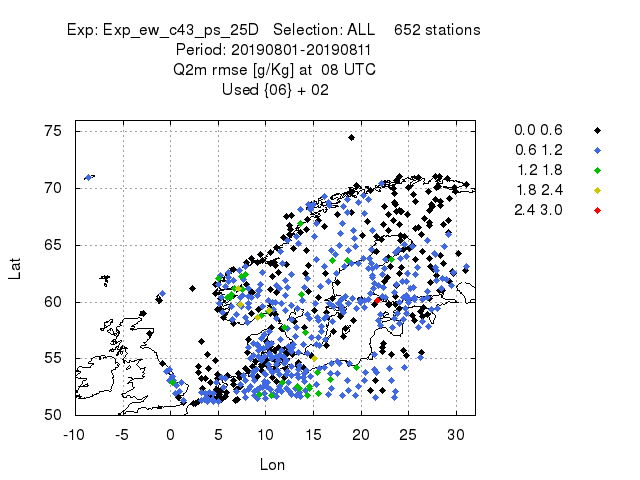 Exp: Exp_ew_c43_ps_25D Selection: ALL 652 stations
Period: 20190801-20190811
Q2m rmse [g/Kg] at 08 UTC
Used {06} + 02
0.0 0.6
0.6 1.2
1.2 1.8
1.8 2.4
2.4 3.0
75
70
65
60
55
50
Lat
-10 -5 0 5 10 15 20 25 30
Lon